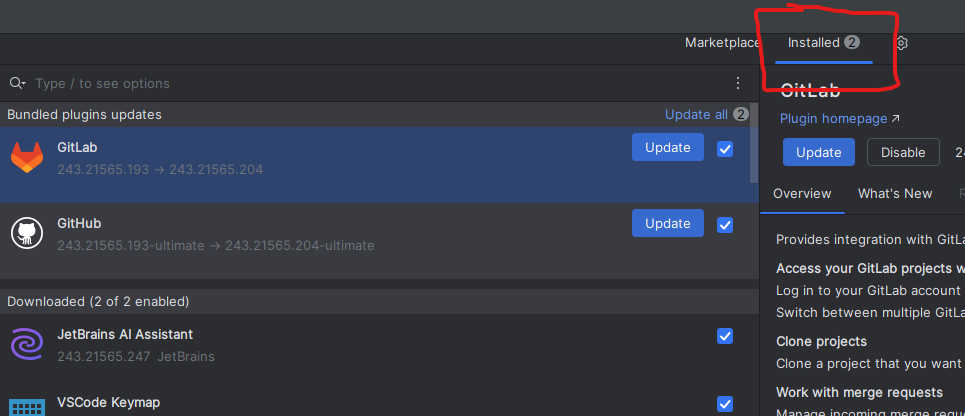 Marketplace Installed 2
Type / to see options
Bundled plugins updates Update all 2
GitLab Update
243.21565.193 → 243.21565.204
GitHub Update
243.21565.193-ultimate → 243.21565.204-ultimate
Downloaded (2 of 2 enabled)
JetBrains AI Assistant
243.21565.247 JetBrains
VSCode Keymap
GitLab
Plugin homepage ↗
Update Disable 24
Overview What's New R
Provides integration with GitLa
Access your GitLab projects w
Log in to your GitLab account
Switch between multiple GitLa
Clone projects
Clone a project that you want
Work with merge requests
Manage incoming merge requ